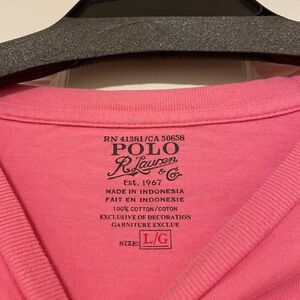 RN 41381/CA 56658
POLO
R. Lauren
& Co.
Est. 1967
MADE IN INDONESIA
FAIT EN INDONESIE
100% COTTON/COTON
EXCLUSIVE OF DECORATION
GARNITURE EXCLUE
SIZE: L/G